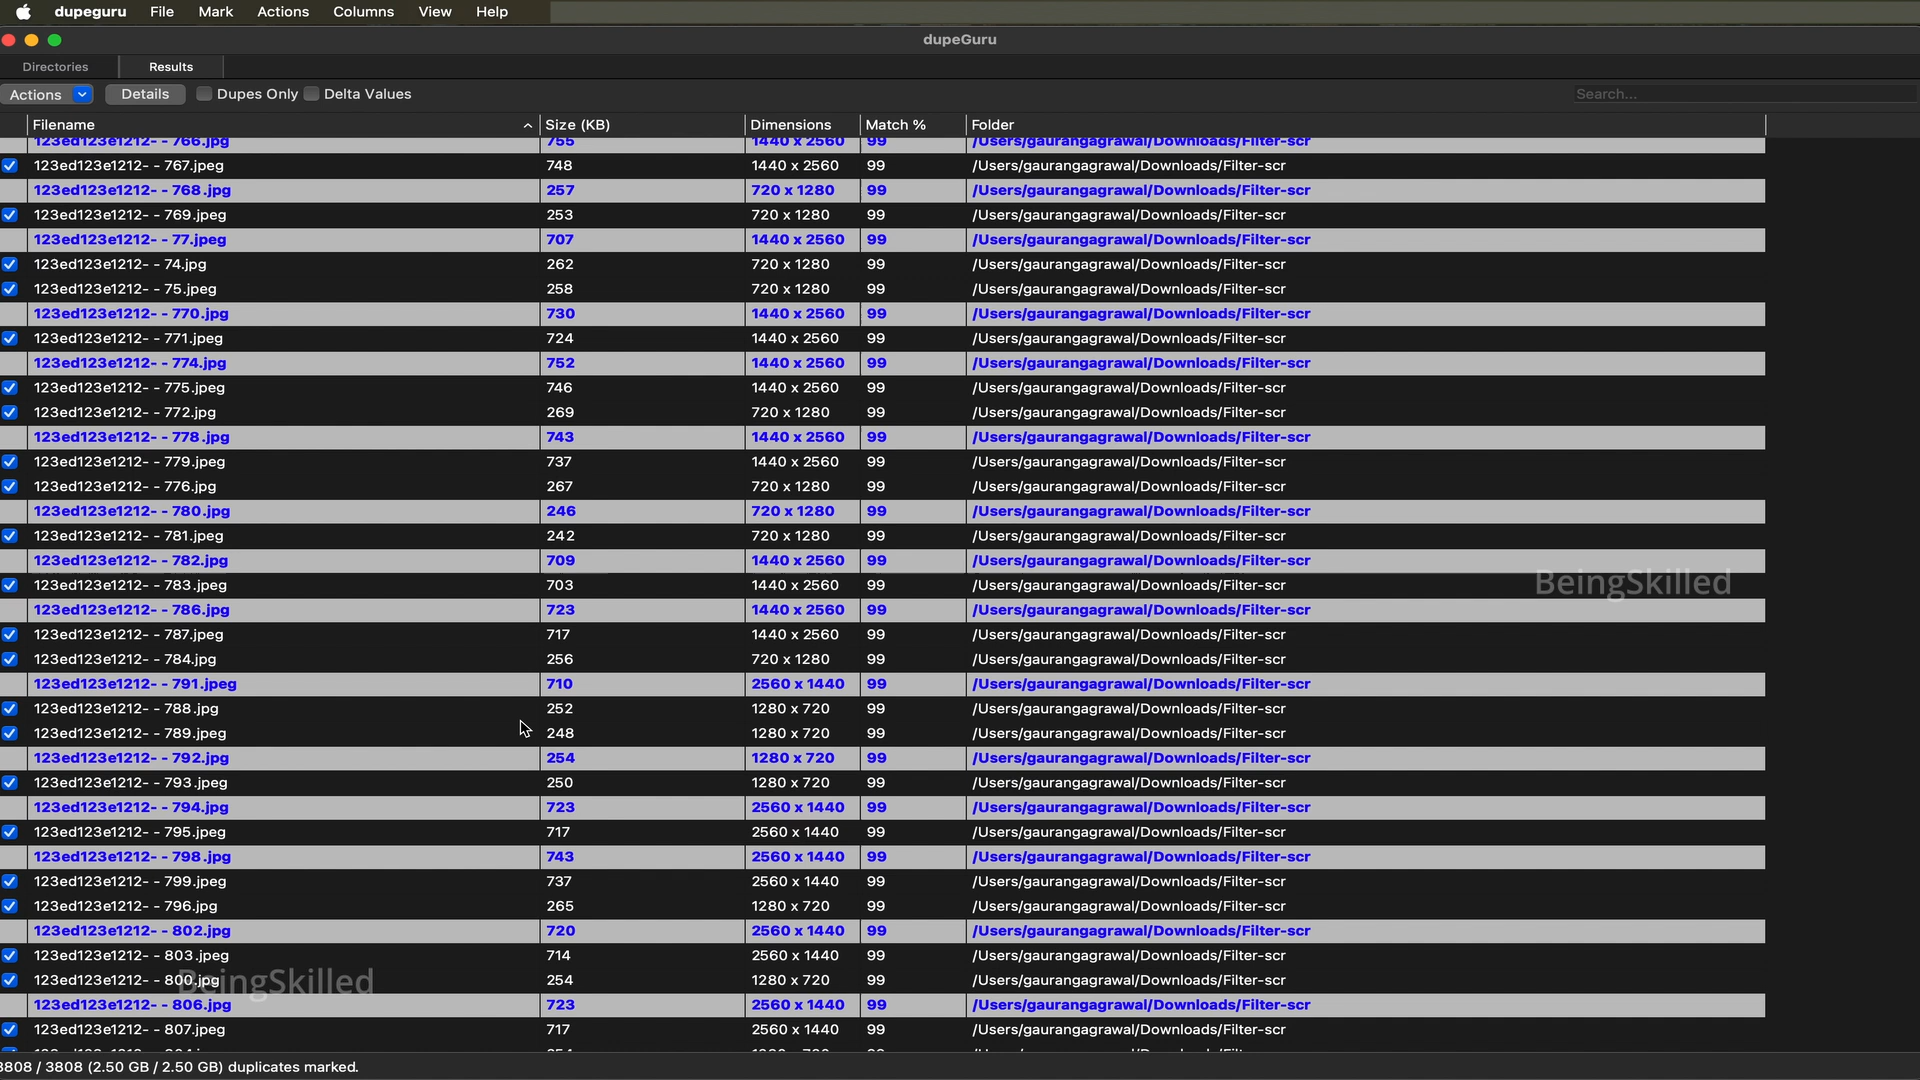 dupeguru File Mark Actions Columns View Help
dupeGuru
Directories Results
Actions Details Dupes Only Delta Values Search...
Filename Size (KB) Dimensions Match % Folder
123ed123e1212- - 766.jpg 755 1440 x 2560 99 /Users/gaurangagrawal/Downloads/Filter-scr
123ed123e1212- - 767.jpeg 748 1440 x 2560 99 /Users/gaurangagrawal/Downloads/Filter-scr
123ed123e1212- - 768.jpg 257 720 x 1280 99 /Users/gaurangagrawal/Downloads/Filter-scr
123ed123e1212- - 769.jpeg 253 720 x 1280 99 /Users/gaurangagrawal/Downloads/Filter-scr
123ed123e1212- - 77.jpeg 707 1440 x 2560 99 /Users/gaurangagrawal/Downloads/Filter-scr
123ed123e1212- - 74.jpg 262 720 x 1280 99 /Users/gaurangagrawal/Downloads/Filter-scr
123ed123e1212- - 75.jpeg 258 720 x 1280 99 /Users/gaurangagrawal/Downloads/Filter-scr
123ed123e1212- - 770.jpg 730 1440 x 2560 99 /Users/gaurangagrawal/Downloads/Filter-scr
123ed123e1212- - 771.jpeg 724 1440 x 2560 99 /Users/gaurangagrawal/Downloads/Filter-scr
123ed123e1212- - 774.jpg 752 1440 x 2560 99 /Users/gaurangagrawal/Downloads/Filter-scr
123ed123e1212- - 775.jpeg 746 1440 x 2560 99 /Users/gaurangagrawal/Downloads/Filter-scr
123ed123e1212- - 772.jpg 269 720 x 1280 99 /Users/gaurangagrawal/Downloads/Filter-scr
123ed123e1212- - 778.jpg 743 1440 x 2560 99 /Users/gaurangagrawal/Downloads/Filter-scr
123ed123e1212- - 779.jpeg 737 1440 x 2560 99 /Users/gaurangagrawal/Downloads/Filter-scr
123ed123e1212- - 776.jpg 267 720 x 1280 99 /Users/gaurangagrawal/Downloads/Filter-scr
123ed123e1212- - 780.jpg 246 720 x 1280 99 /Users/gaurangagrawal/Downloads/Filter-scr
123ed123e1212- - 781.jpeg 242 720 x 1280 99 /Users/gaurangagrawal/Downloads/Filter-scr
123ed123e1212- - 782.jpg 709 1440 x 2560 99 /Users/gaurangagrawal/Downloads/Filter-scr
123ed123e1212- - 783.jpeg 703 1440 x 2560 99 /Users/gaurangagrawal/Downloads/Filter-scr
BeingSkilled
123ed123e1212- - 786.jpg 723 1440 x 2560 99 /Users/gaurangagrawal/Downloads/Filter-scr
123ed123e1212- - 787.jpeg 717 1440 x 2560 99 /Users/gaurangagrawal/Downloads/Filter-scr
123ed123e1212- - 784.jpg 256 720 x 1280 99 /Users/gaurangagrawal/Downloads/Filter-scr
123ed123e1212- - 791.jpeg 710 2560 x 1440 99 /Users/gaurangagrawal/Downloads/Filter-scr
123ed123e1212- - 788.jpg 252 1280 x 720 99 /Users/gaurangagrawal/Downloads/Filter-scr
123ed123e1212- - 789.jpeg 248 1280 x 720 99 /Users/gaurangagrawal/Downloads/Filter-scr
123ed123e1212- - 792.jpg 254 1280 x 720 99 /Users/gaurangagrawal/Downloads/Filter-scr
123ed123e1212- - 793.jpeg 250 1280 x 720 99 /Users/gaurangagrawal/Downloads/Filter-scr
123ed123e1212- - 794.jpg 723 2560 x 1440 99 /Users/gaurangagrawal/Downloads/Filter-scr
123ed123e1212- - 795.jpeg 717 2560 x 1440 99 /Users/gaurangagrawal/Downloads/Filter-scr
123ed123e1212- - 798.jpg 743 2560 x 1440 99 /Users/gaurangagrawal/Downloads/Filter-scr
123ed123e1212- - 799.jpeg 737 2560 x 1440 99 /Users/gaurangagrawal/Downloads/Filter-scr
123ed123e1212- - 796.jpg 265 1280 x 720 99 /Users/gaurangagrawal/Downloads/Filter-scr
123ed123e1212- - 802.jpg 720 2560 x 1440 99 /Users/gaurangagrawal/Downloads/Filter-scr
123ed123e1212- - 803.jpeg 714 2560 x 1440 99 /Users/gaurangagrawal/Downloads/Filter-scr
123ed123e1212- - 800.jpg 254 1280 x 720 99 /Users/gaurangagrawal/Downloads/Filter-scr
BeingSkilled
123ed123e1212- - 806.jpg 723 2560 x 1440 99 /Users/gaurangagrawal/Downloads/Filter-scr
123ed123e1212- - 807.jpeg 717 2560 x 1440 99 /Users/gaurangagrawal/Downloads/Filter-scr
3808 / 3808 (2.50 GB / 2.50 GB) duplicates marked.